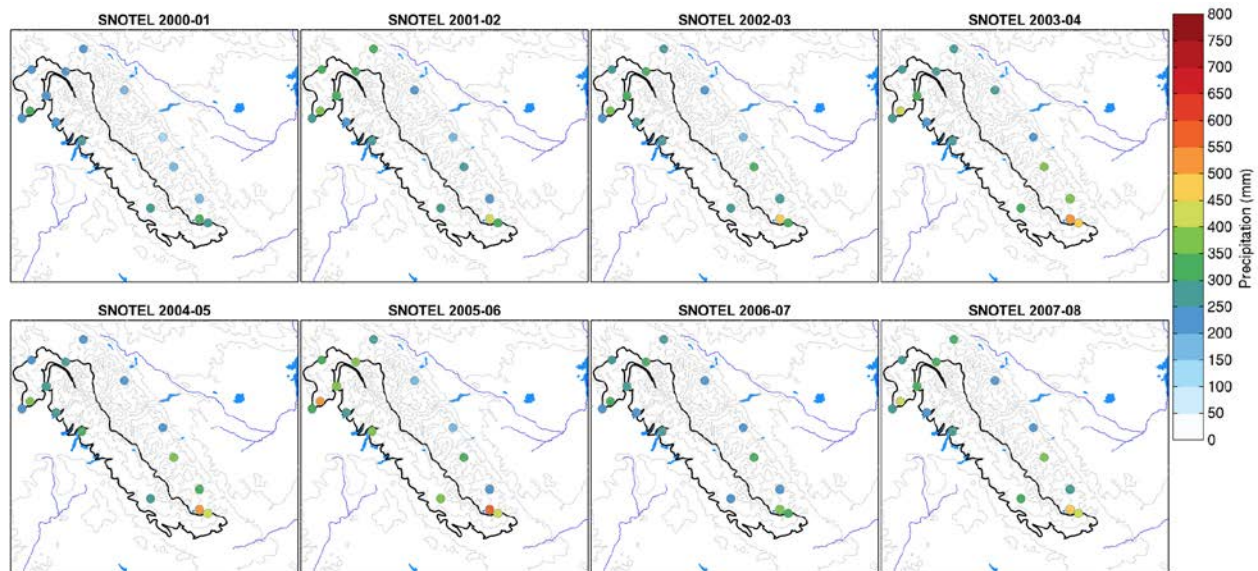 SNOTEL 2000-01
SNOTEL 2001-02
SNOTEL 2002-03
SNOTEL 2003-04
SNOTEL 2004-05
SNOTEL 2005-06
SNOTEL 2006-07
SNOTEL 2007-08
800
750
700
650
600
550
500
450
400
350
300
250
200
150
100
50
0
Precipitation (mm)